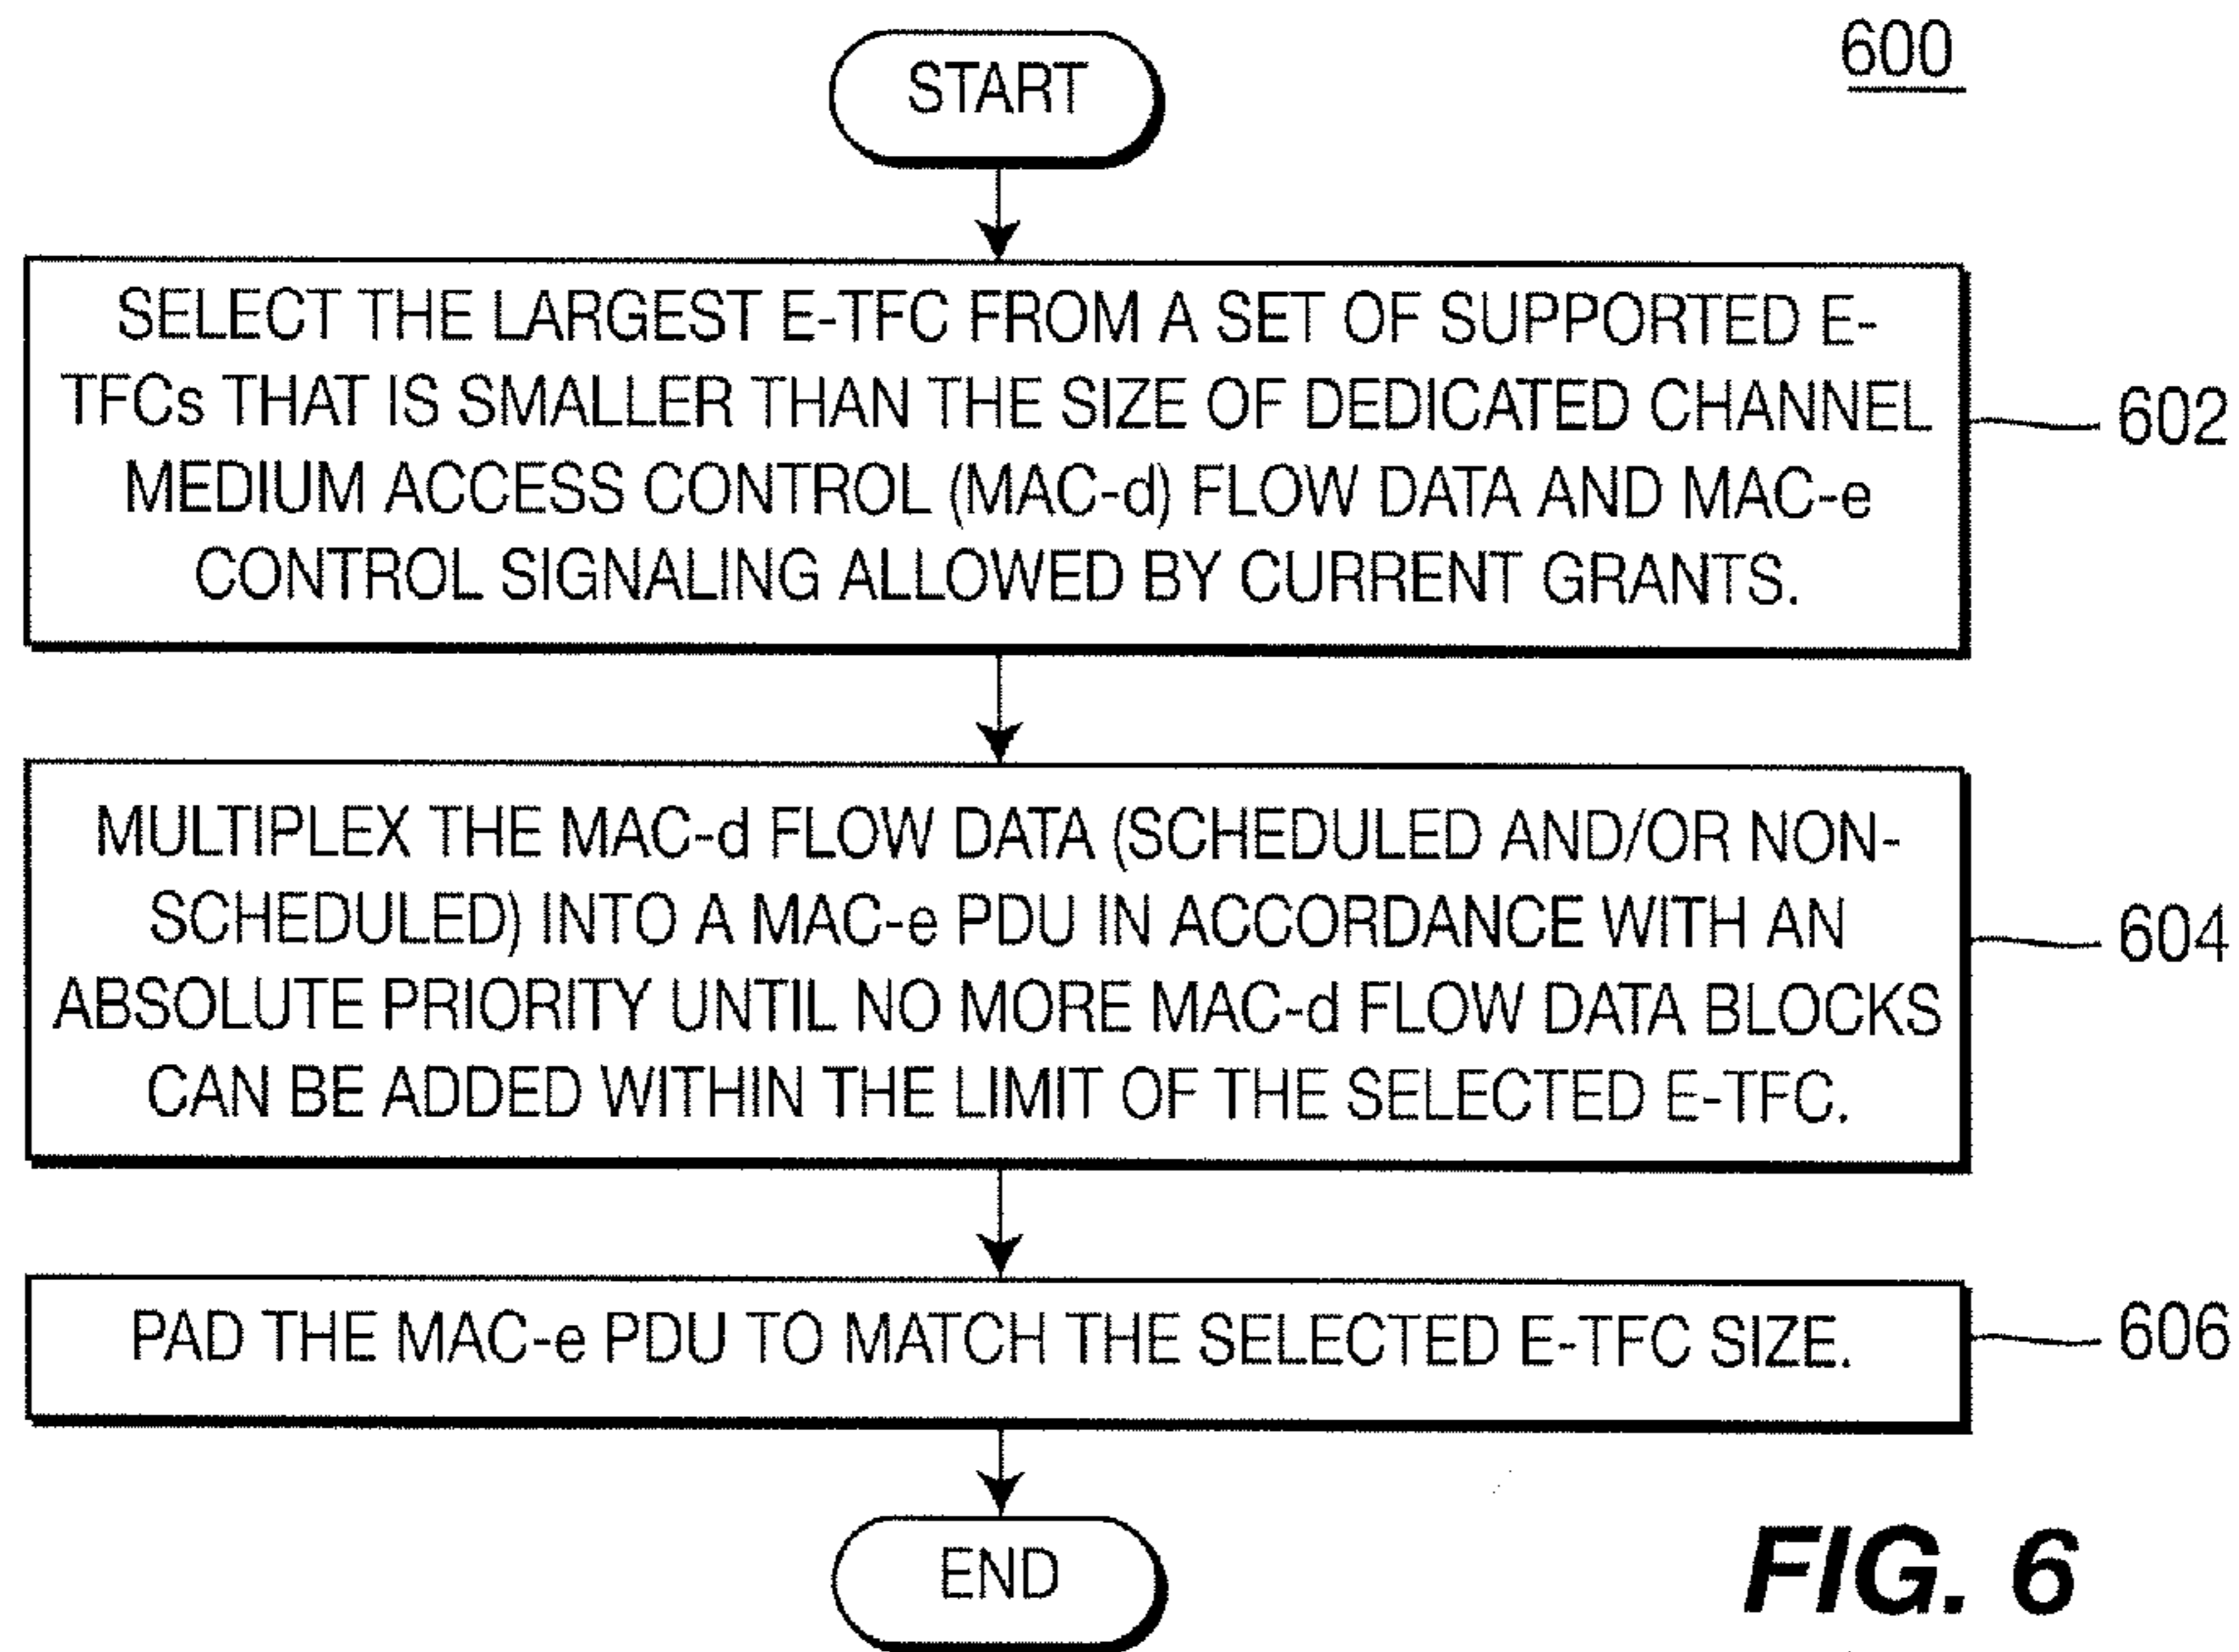 600
START
SELECT THE LARGEST E-TFC FROM A SET OF SUPPORTED E-
TFCs THAT IS SMALLER THAN THE SIZE OF DEDICATED CHANNEL
MEDIUM ACCESS CONTROL (MAC-d) FLOW DATA AND MAC-e
CONTROL SIGNALING ALLOWED BY CURRENT GRANTS.
602
MULTIPLEX THE MAC-d FLOW DATA (SCHEDULED AND/OR NON-
SCHEDULED) INTO A MAC-e PDU IN ACCORDANCE WITH AN
ABSOLUTE PRIORITY UNTIL NO MORE MAC-d FLOW DATA BLOCKS
CAN BE ADDED WITHIN THE LIMIT OF THE SELECTED E-TFC.
604
PAD THE MAC-e PDU TO MATCH THE SELECTED E-TFC SIZE.
606
END
FIG. 6